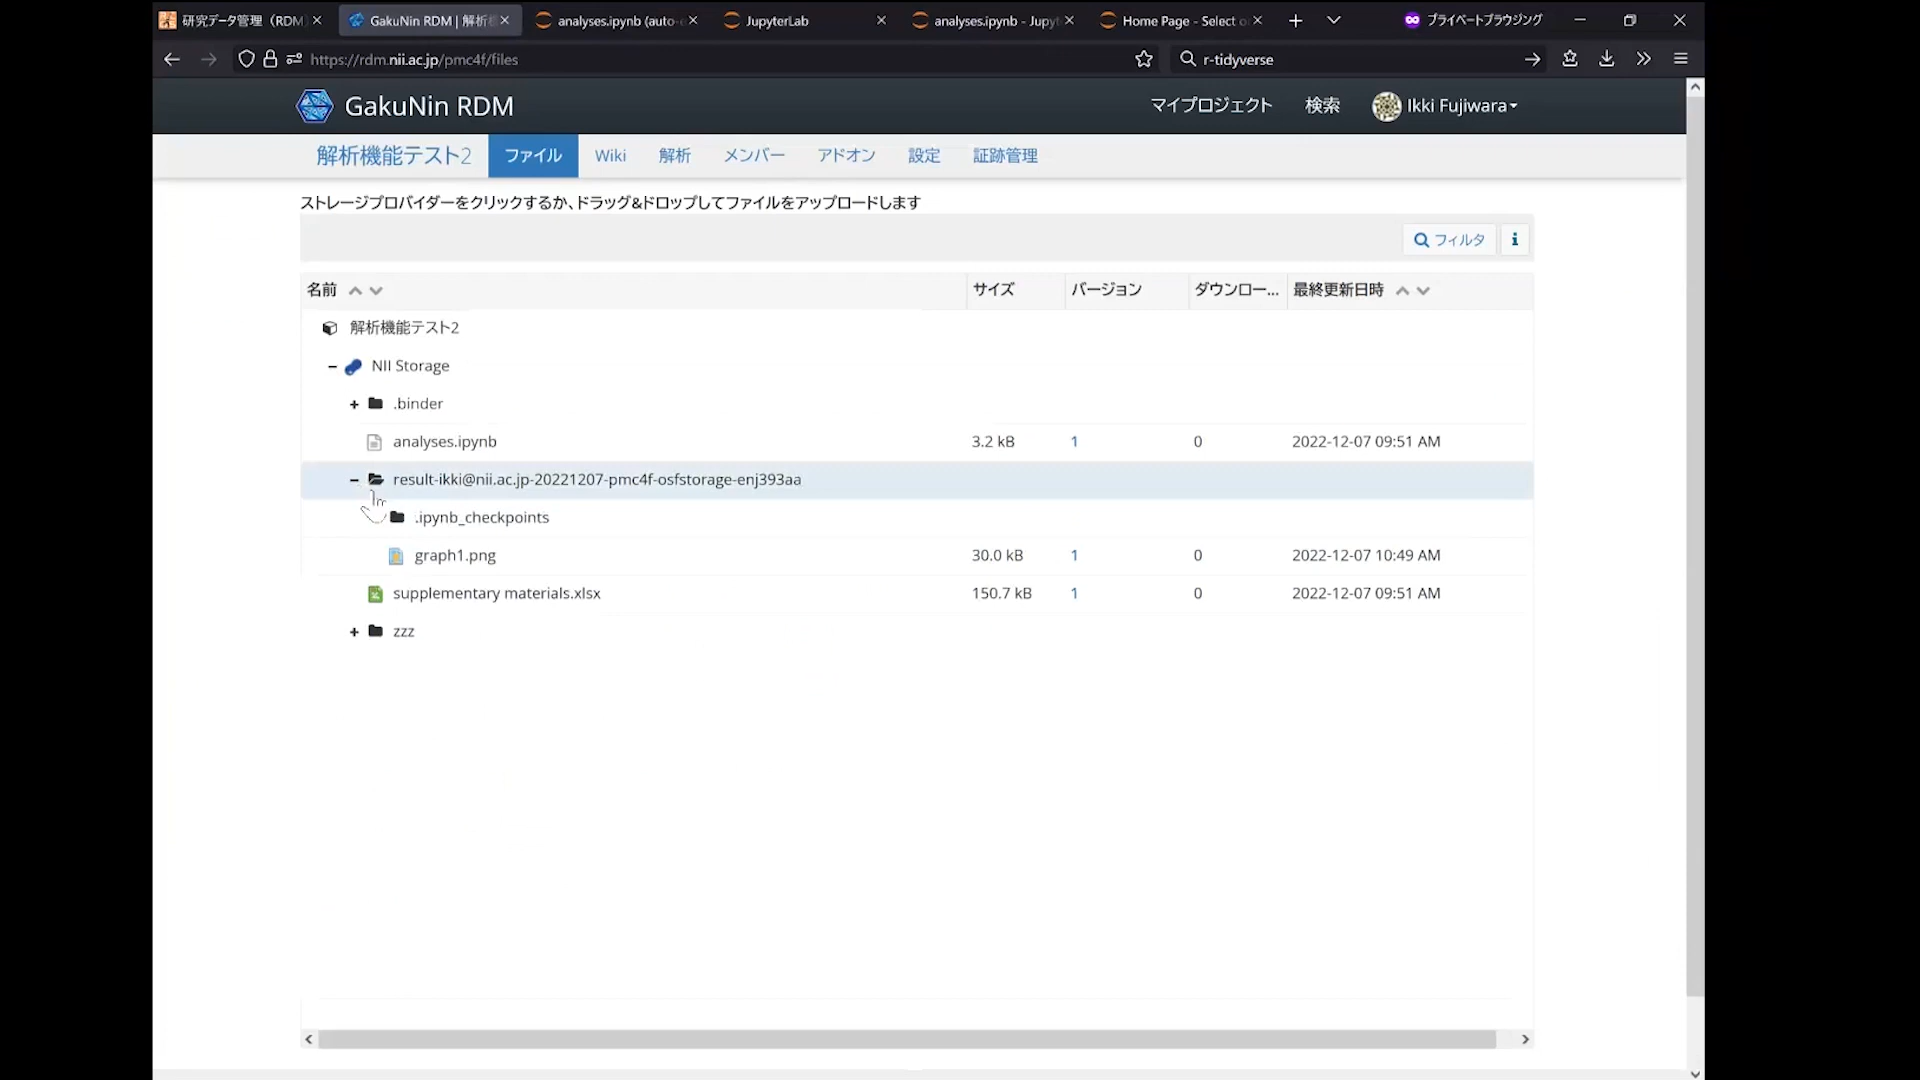 研究データ管理（RDM
GakuNin RDM | 解析
analyses.ipynb (auto-
JupyterLab
analyses.ipynb - Jupyt
Home Page - Select o
プライベートブラウジング
https://rdm.nii.ac.jp/pmc4f/files
r-tidyverse
GakuNin RDM
マイプロジェクト
検索
Ikki Fujiwara
解析機能テスト2
ファイル
Wiki
解析
メンバー
アドオン
設定
証跡管理
ストレージプロバイダーをクリックするか、ドラッグ&ドロップしてファイルをアップロードします
フィルタ
名前 サイズ バージョン ダウンロー... 最終更新日時
解析機能テスト2
NII Storage
.binder
analyses.ipynb 3.2 kB 1 0 2022-12-07 09:51 AM
result-ikki@nii.ac.jp-20221207-pmc4f-osfstorage-enj393aa
.ipynb_checkpoints
graph1.png 30.0 kB 1 0 2022-12-07 10:49 AM
supplementary materials.xlsx 150.7 kB 1 0 2022-12-07 09:51 AM
zzz